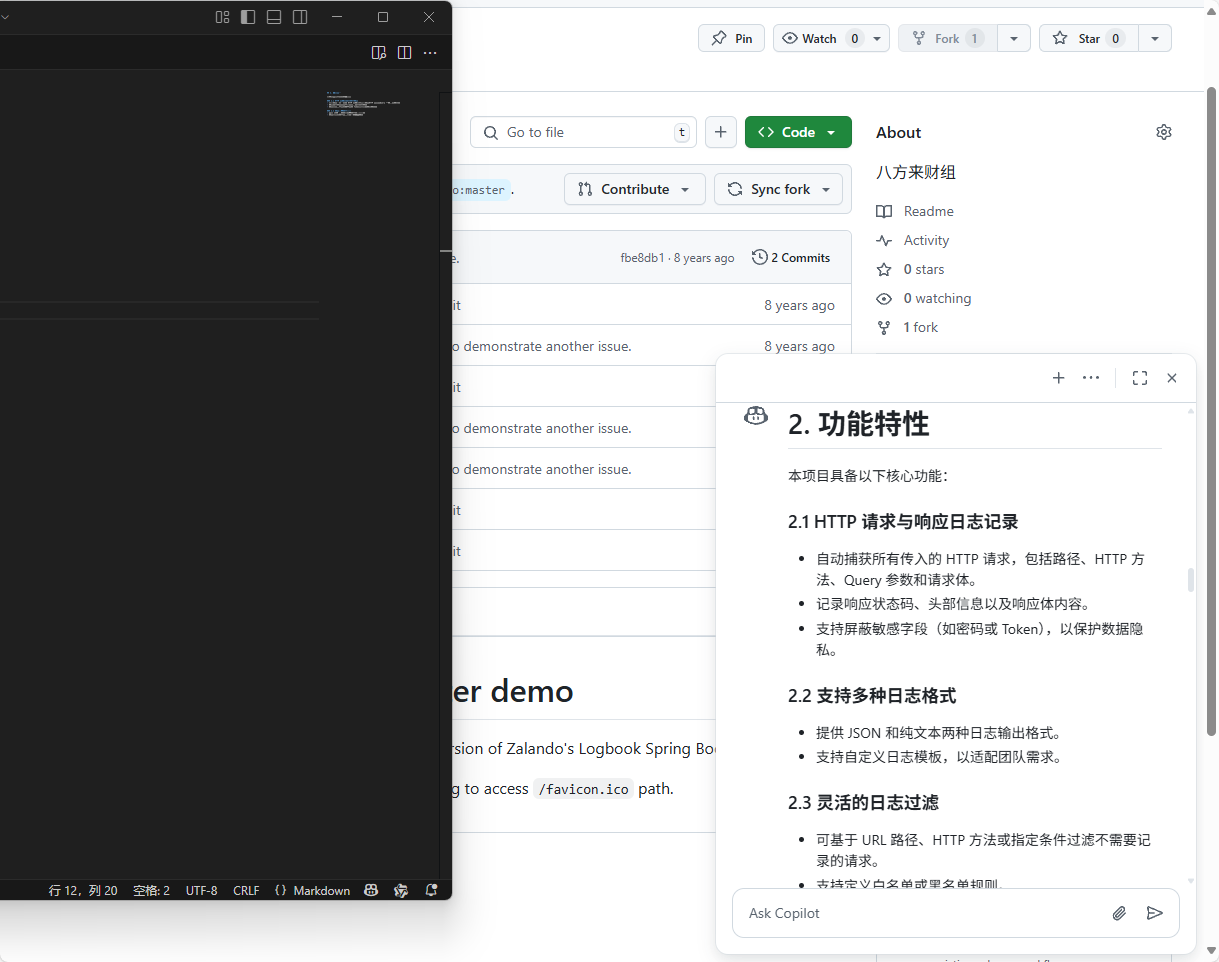 Pin
Watch 0
Fork 1
Star 0
Go to file
t
Code
o:master .
Contribute
Sync fork
e.
fbe8db1 · 8 years ago
2 Commits
it
8 years ago
o demonstrate another issue.
8 years ago
it
o demonstrate another issue.
o demonstrate another issue.
it
it
er demo
rsion of Zalando's Logbook Spring Boo
g to access /favicon.ico path.
About
八方来财组
Readme
Activity
0 stars
0 watching
1 fork
2. 功能特性
本项目具备以下核心功能：
2.1 HTTP 请求与响应日志记录
自动捕获所有传入的 HTTP 请求，包括路径、HTTP 方
法、Query 参数和请求体。
记录响应状态码、头部信息以及响应体内容。
支持屏蔽敏感字段（如密码或 Token），以保护数据隐
私。
2.2 支持多种日志格式
提供 JSON 和纯文本两种日志输出格式。
支持自定义日志模板，以适配团队需求。
2.3 灵活的日志过滤
可基于 URL 路径、HTTP 方法或指定条件过滤不需要记
录的请求。
支持定义白名单或黑名单规则。
Ask Copilot
行 12，列 20
空格: 2
UTF-8
CRLF
{ } Markdown